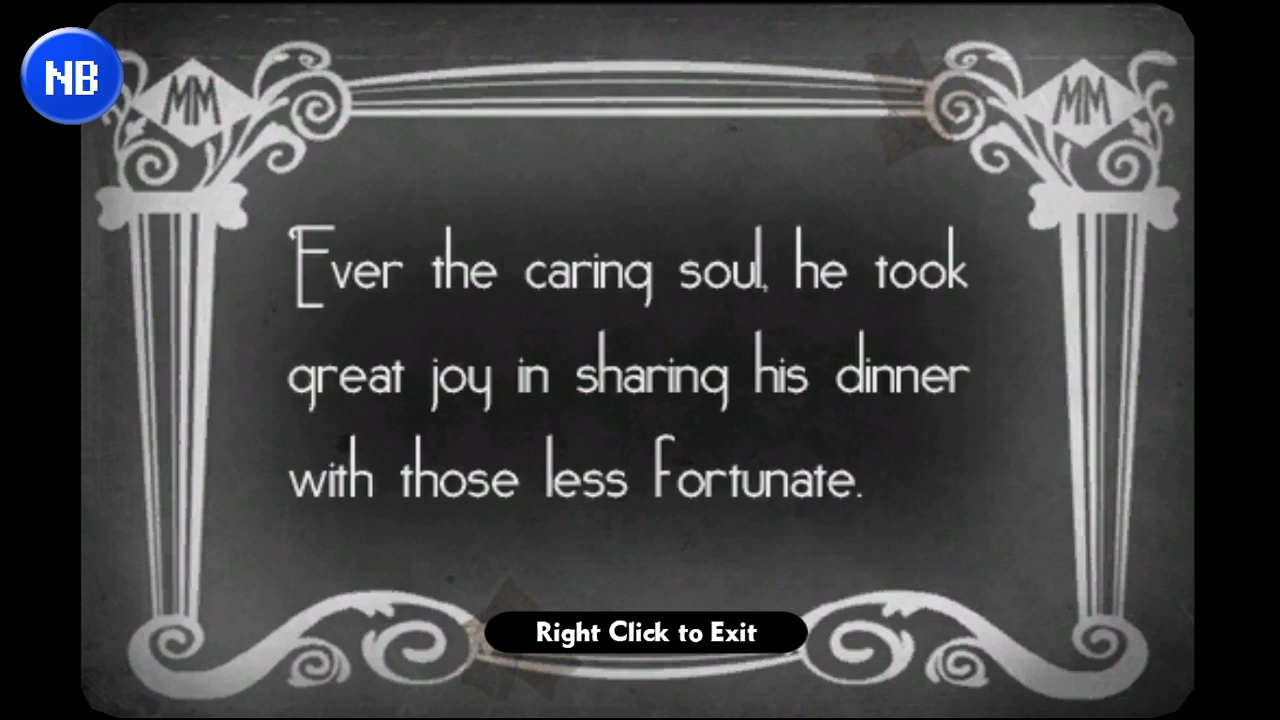 NB
MM
MM
Ever the caring soul, he took
great joy in sharing his dinner
with those less fortunate.
Right Click to Exit